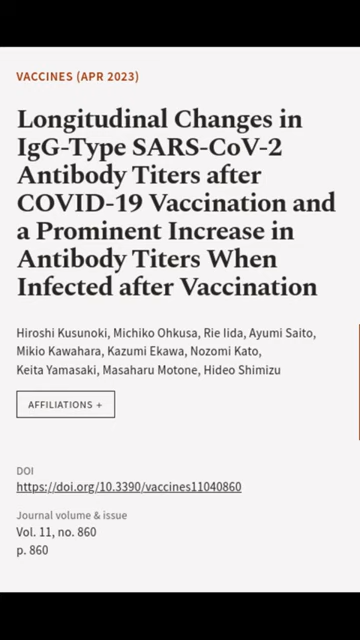 VACCINES (APR 2023)
Longitudinal Changes in
IgG-Type SARS-CoV-2
Antibody Titers after
COVID-19 Vaccination and
a Prominent Increase in
Antibody Titers When
Infected after Vaccination
Hiroshi Kusunoki, Michiko Ohkusa, Rie Iida, Ayumi Saito,
Mikio Kawahara, Kazumi Ekawa, Nozomi Kato,
Keita Yamasaki, Masaharu Motone, Hideo Shimizu
AFFILIATIONS +
DOI
https://doi.org/10.3390/vaccines11040860
Journal volume & issue
Vol. 11, no. 860
p. 860